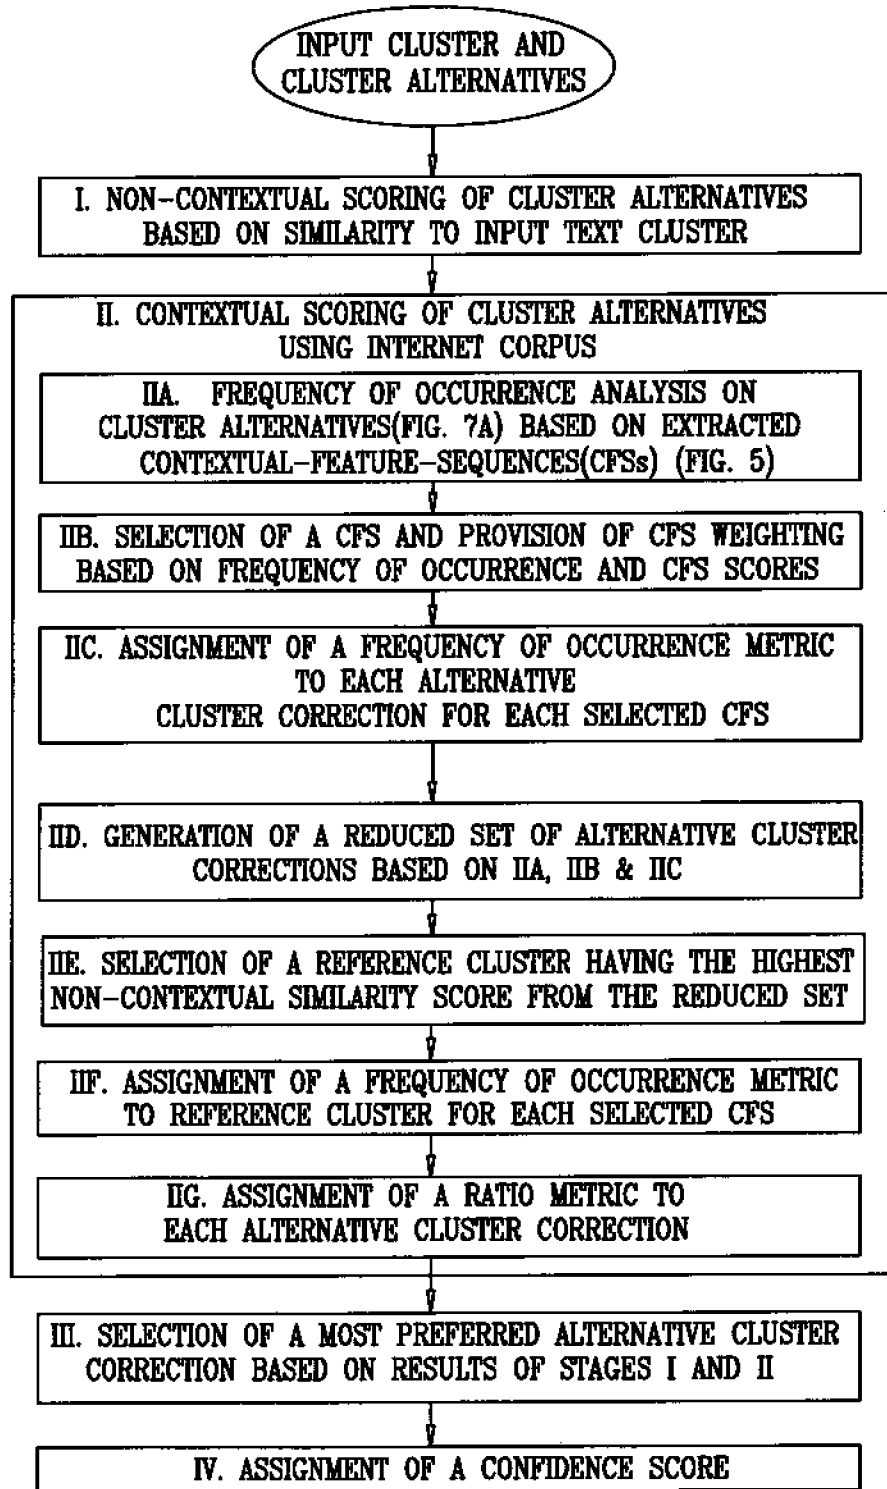 INPUT CLUSTER AND
CLUSTER ALTERNATIVES
I. NON-CONTEXTUAL SCORING OF CLUSTER ALTERNATIVES
BASED ON SIMILARITY TO INPUT TEXT CLUSTER
II. CONTEXTUAL SCORING OF CLUSTER ALTERNATIVES
USING INTERNET CORPUS
IIA. FREQUENCY OF OCCURRENCE ANALYSIS ON
CLUSTER ALTERNATIVES(FIG. 7A) BASED ON EXTRACTED
CONTEXTUAL-FEATURE-SEQUENCES(CFSs) (FIG. 5)
IIB. SELECTION OF A CFS AND PROVISION OF CFS WEIGHTING
BASED ON FREQUENCY OF OCCURRENCE AND CFS SCORES
IIC. ASSIGNMENT OF A FREQUENCY OF OCCURRENCE METRIC
TO EACH ALTERNATIVE
CLUSTER CORRECTION FOR EACH SELECTED CFS
IID. GENERATION OF A REDUCED SET OF ALTERNATIVE CLUSTER
CORRECTIONS BASED ON IIA, IIB & IIC
IIE. SELECTION OF A REFERENCE CLUSTER HAVING THE HIGHEST
NON-CONTEXTUAL SIMILARITY SCORE FROM THE REDUCED SET
IIF. ASSIGNMENT OF A FREQUENCY OF OCCURRENCE METRIC
TO REFERENCE CLUSTER FOR EACH SELECTED CFS
IIG. ASSIGNMENT OF A RATIO METRIC TO
EACH ALTERNATIVE CLUSTER CORRECTION
III. SELECTION OF A MOST PREFERRED ALTERNATIVE CLUSTER
CORRECTION BASED ON RESULTS OF STAGES I AND II
IV. ASSIGNMENT OF A CONFIDENCE SCORE